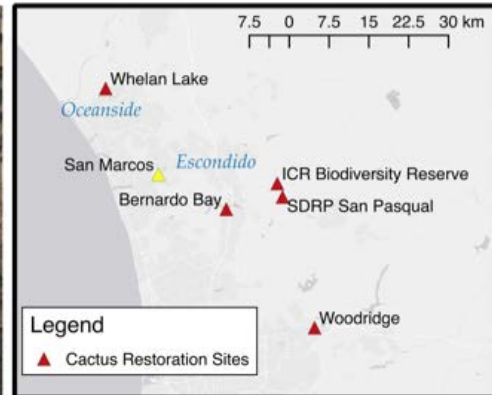 7.5 0 7.5 15 22.5 30 km
Whelan Lake
Oceanside
San Marcos
Escondido
ICR Biodiversity Reserve
Bernardo Bay
SDRP San Pasqual
Woodridge
Legend
Cactus Restoration Sites